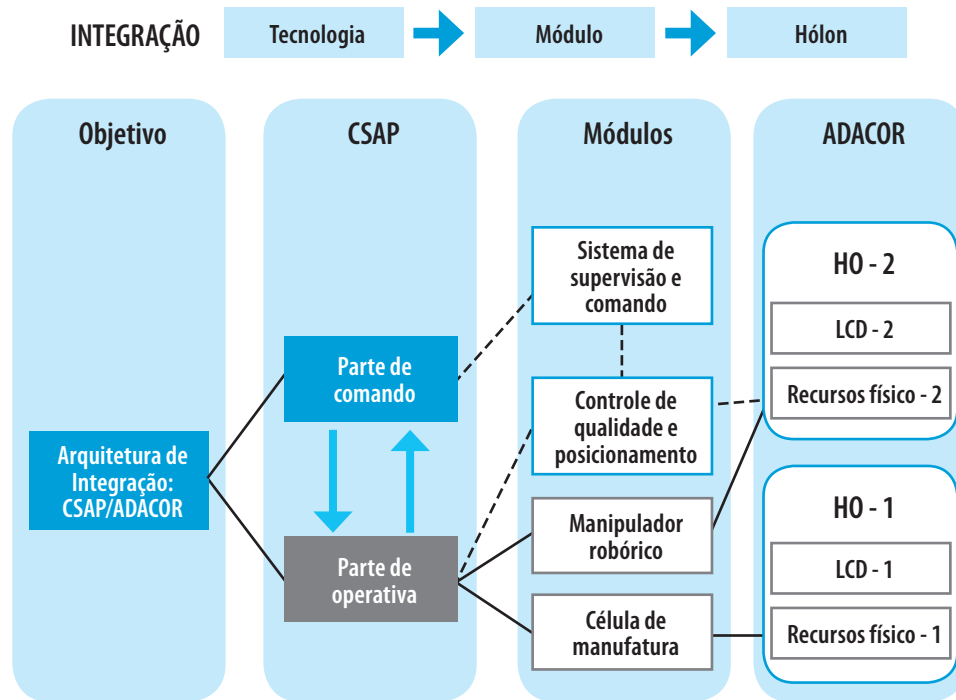 INTEGRAÇÃO
Tecnologia
Módulo
Hólon
Objetivo
CSAP
Módulos
ADACOR
Arquitetura de
Integração:
CSAP/ADACOR
Parte de
comando
Parte de
operativa
Sistema de
supervisão e
comando
Controle de
qualidade e
posicionamento
Manipulador
robórico
Célula de
manufatura
HO - 2
LCD - 2
Recursos físico - 2
HO - 1
LCD - 1
Recursos físico - 1